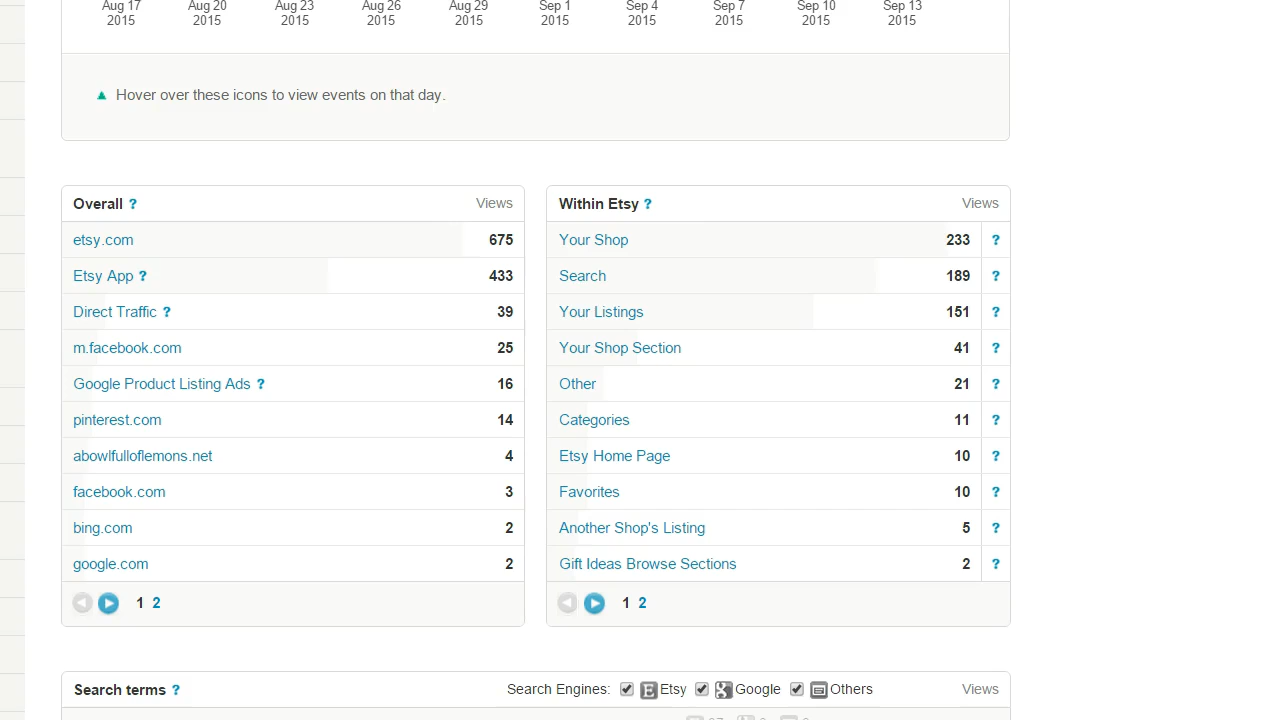 Aug 17 Aug 20 Aug 23 Aug 26 Aug 29 Sep 1 Sep 4 Sep 7 Sep 10 Sep 13
2015 2015 2015 2015 2015 2015 2015 2015 2015 2015
Hover over these icons to view events on that day.
Overall ? Views
etsy.com 675
Etsy App ? 433
Direct Traffic ? 39
m.facebook.com 25
Google Product Listing Ads ? 16
pinterest.com 14
abowlfulloflemons.net 4
facebook.com 3
bing.com 2
google.com 2
1 2
Within Etsy ? Views
Your Shop 233 ?
Search 189 ?
Your Listings 151 ?
Your Shop Section 41 ?
Other 21 ?
Categories 11 ?
Etsy Home Page 10 ?
Favorites 10 ?
Another Shop's Listing 5 ?
Gift Ideas Browse Sections 2 ?
1 2
Search terms ? Search Engines: E Etsy g Google Others Views